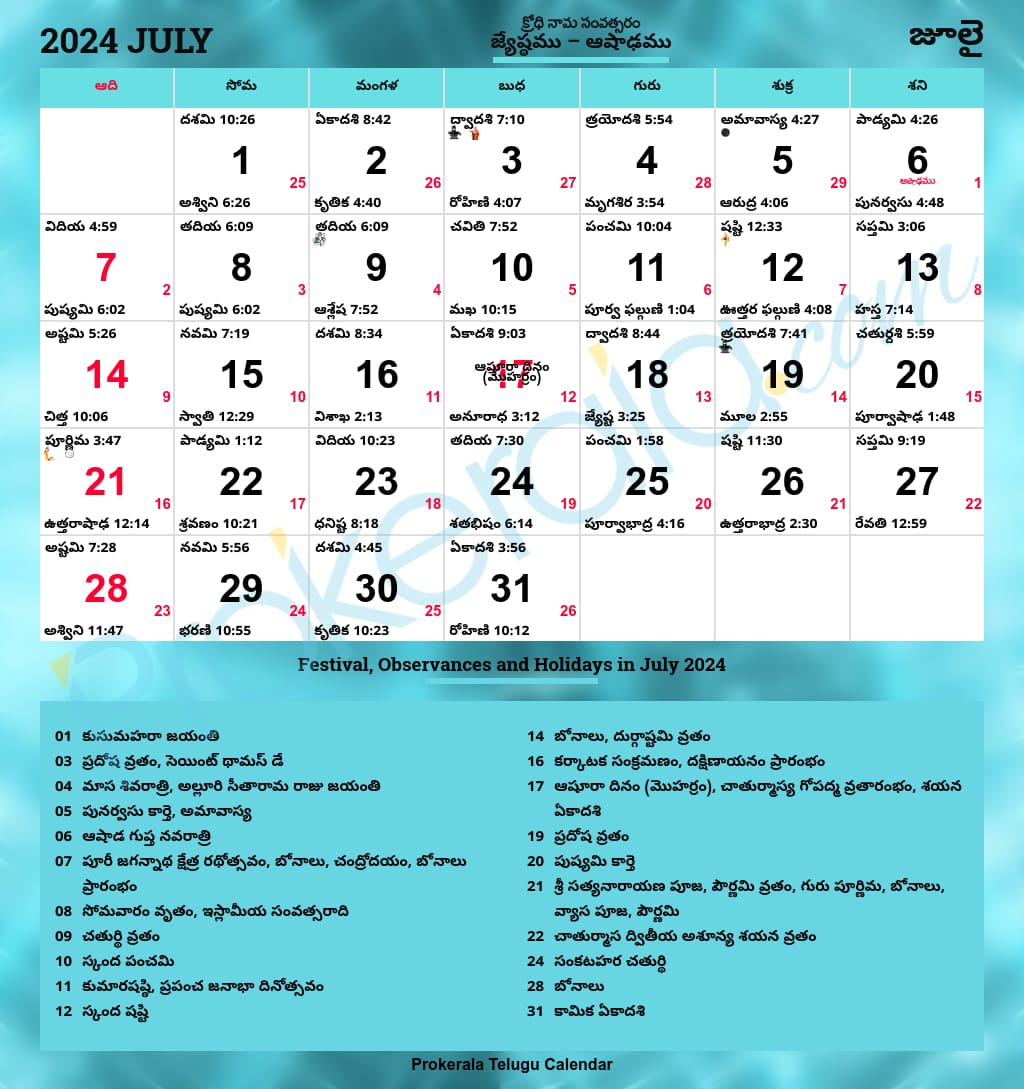 2024 JULY
క్రోధి నామ సంవత్సరం
జ్యేష్ఠము – ఆషాఢము
జూలై
ఆది సోమ మంగళ బుధ గురు శుక్ర శని
దశమి 10:26 ఏకాదశి 8:42 ద్వాదశి 7:10 త్రయోదశి 5:54 అమావాస్య 4:27 పాడ్యమి 4:26
1 2 3 4 5 6
ఆషాఢము
25 26 27 28 29 1
అశ్విని 6:26 కృతిక 4:40 రోహిణి 4:07 మృగశిర 3:54 ఆరుద్ర 4:06 పునర్వసు 4:48
విదియ 4:59 తదియ 6:09 తదియ 6:09 చవితి 7:52 పంచమి 10:04 షష్టి 12:33 సప్తమి 3:06
7 8 9 10 11 12 13
2 3 4 5 6 7 8
పుష్యమి 6:02 పుష్యమి 6:02 ఆశ్లేష 7:52 మఖ 10:15 పూర్వ ఫల్గుణి 1:04 ఊత్తర ఫల్గుణి 4:08 హస్త 7:14
అష్టమి 5:26 నవమి 7:19 దశమి 8:34 ఏకాదశి 9:03 ద్వాదశి 8:44 త్రయోదశి 7:41 చతుర్దశి 5:59
14 15 16 17 18 19 20
ఆషూరా దినం
(మొహర్రం)
9 10 11 12 13 14 15
చిత్త 10:06 స్వాతి 12:29 విశాఖ 2:13 అనూరాధ 3:12 జ్యేష్ట 3:25 మూల 2:55 పూర్వాషాఢ 1:48
పూర్ణిమ 3:47 పాడ్యమి 1:12 విదియ 10:23 తదియ 7:30 పంచమి 1:58 షష్టి 11:30 సప్తమి 9:19
21 22 23 24 25 26 27
16 17 18 19 20 21 22
ఉత్తరాషాఢ 12:14 శ్రవణం 10:21 ధనిష్ట 8:18 శతభిషం 6:14 పూర్వాభాద్ర 4:16 ఉత్తరాభాద్ర 2:30 రేవతి 12:59
అష్టమి 7:28 నవమి 5:56 దశమి 4:45 ఏకాదశి 3:56
28 29 30 31
23 24 25 26
అశ్విని 11:47 భరణి 10:55 కృతిక 10:23 రోహిణి 10:12
prokerala.com
Festival, Observances and Holidays in July 2024
01 కుసుమహరా జయంతి
03 ప్రదోష వ్రతం, సెయింట్ థామస్ డే
04 మాస శివరాత్రి, అల్లూరి సీతారామ రాజు జయంతి
05 పునర్వసు కార్తె, అమావాస్య
06 ఆషాడ గుప్త నవరాత్రి
07 పూరీ జగన్నాథ క్షేత్ర రథోత్సవం, బోనాలు, చంద్రోదయం, బోనాలు
ప్రారంభం
08 సోమవారం వృతం, ఇస్లామీయ సంవత్సరాది
09 చతుర్థి వ్రతం
10 స్కంద పంచమి
11 కుమారషష్ఠి, ప్రపంచ జనాభా దినోత్సవం
12 స్కంద షష్టి
14 బోనాలు, దుర్గాష్టమి వ్రతం
16 కర్కాటక సంక్రమణం, దక్షిణాయనం ప్రారంభం
17 ఆషూరా దినం (మొహర్రం), చాతుర్మాస్య గోపద్మ వ్రతారంభం, శయన
ఏకాదశి
19 ప్రదోష వ్రతం
20 పుష్యమి కార్తె
21 శ్రీ సత్యనారాయణ పూజ, పౌర్ణమి వ్రతం, గురు పూర్ణిమ, బోనాలు,
వ్యాస పూజ, పౌర్ణమి
22 చాతుర్మాస ద్వితీయ అశూన్య శయన వ్రతం
24 సంకటహర చతుర్థి
28 బోనాలు
31 కామిక ఏకాదశి
Prokerala Telugu Calendar